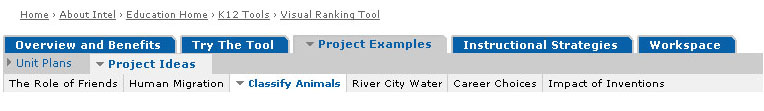 Home › About Intel › Education Home › K12 Tools › Visual Ranking Tool
Overview and Benefits Try The Tool Project Examples Instructional Strategies Workspace
Unit Plans Project Ideas
The Role of Friends Human Migration Classify Animals River City Water Career Choices Impact of Inventions